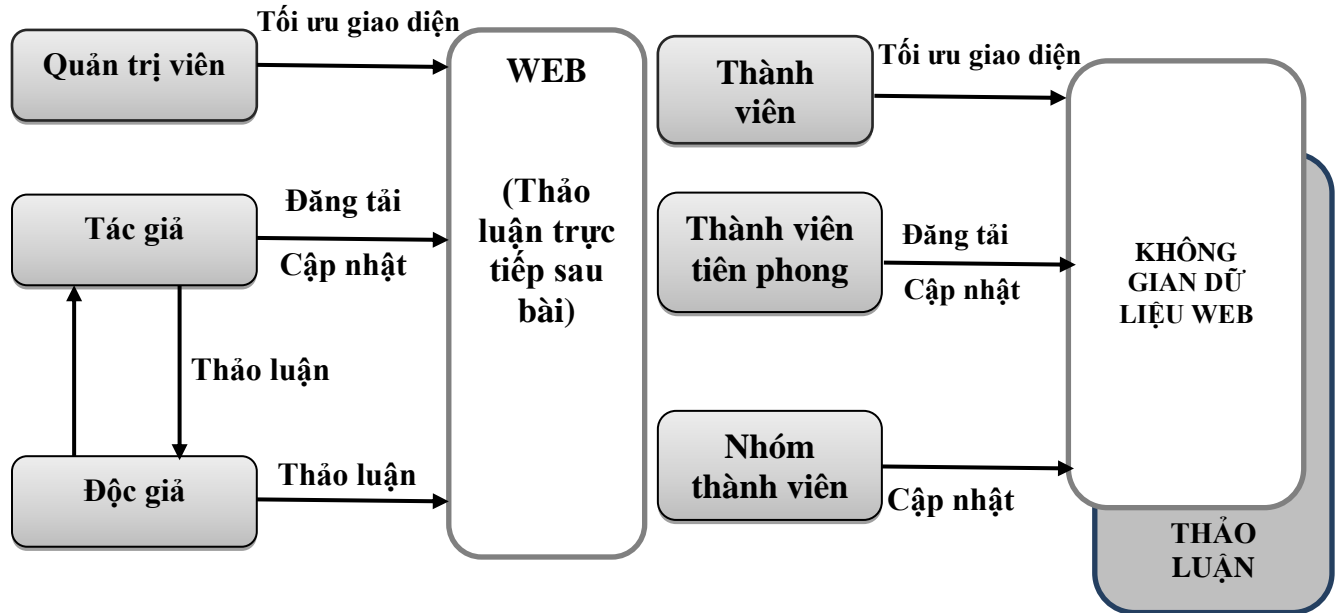 Tối ưu giao diện
Quản trị viên
WEB
(Thảo
luận trực
tiếp sau
bài)
Tác giả
Đăng tải
Cập nhật
Thảo luận
Độc giả
Thảo luận
Thành
viên
Tối ưu giao diện
Thành viên
tiên phong
Đăng tải
Cập nhật
Nhóm
thành viên
Cập nhật
KHÔNG
GIAN DỮ
LIỆU WEB
THẢO
LUẬN